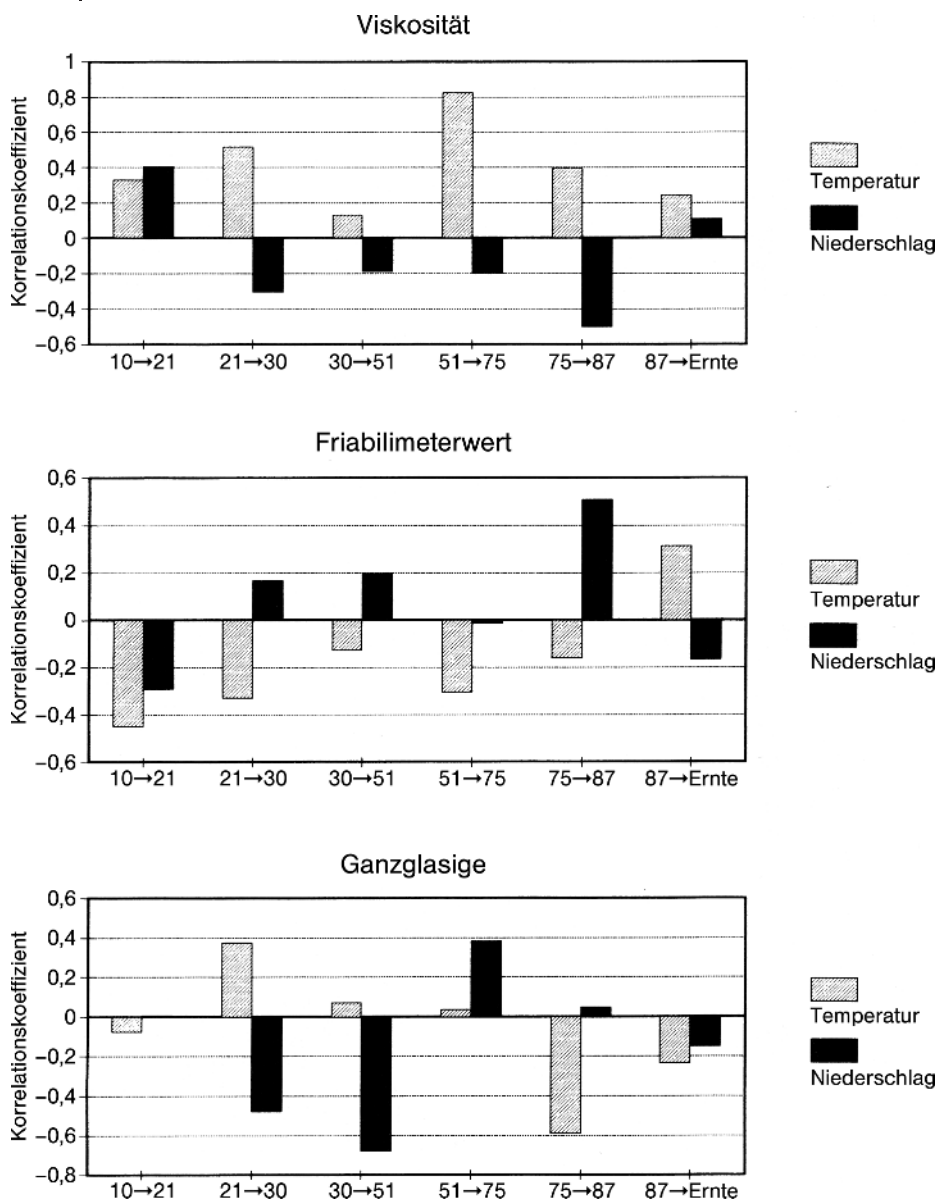 Viskosität
Korrelationskoeffizient
1
0,8
0,6
0,4
0,2
0
−0,2
−0,4
−0,6
10→21 21→30 30→51 51→75 75→87 87→Ernte
Temperatur
Niederschlag
Friabilimeterwert
Korrelationskoeffizient
0,6
0,4
0,2
0
−0,2
−0,4
−0,6
10→21 21→30 30→51 51→75 75→87 87→Ernte
Temperatur
Niederschlag
Ganzglasige
Korrelationskoeffizient
0,6
0,4
0,2
0
−0,2
−0,4
−0,6
−0,8
10→21 21→30 30→51 51→75 75→87 87→Ernte
Temperatur
Niederschlag